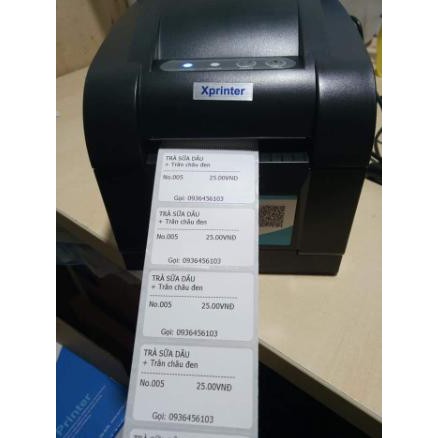 Xprinter
TRÀ SỮA DÂU
+ Trân châu đen
No.005 25.00VNĐ
Gọi: 0936456103
TRÀ SỮA DÂU
+ Trân châu đen
No.005 25.00VNĐ
Gọi: 0936456103
TRÀ SỮA DÂU
+ Trân châu đen
No.005 25.00VNĐ
Gọi: 0936456103
TRÀ SỮA DÂU
+ Trân châu đen
No.005 25.00VNĐ
Gọi: 0936456103
Printer